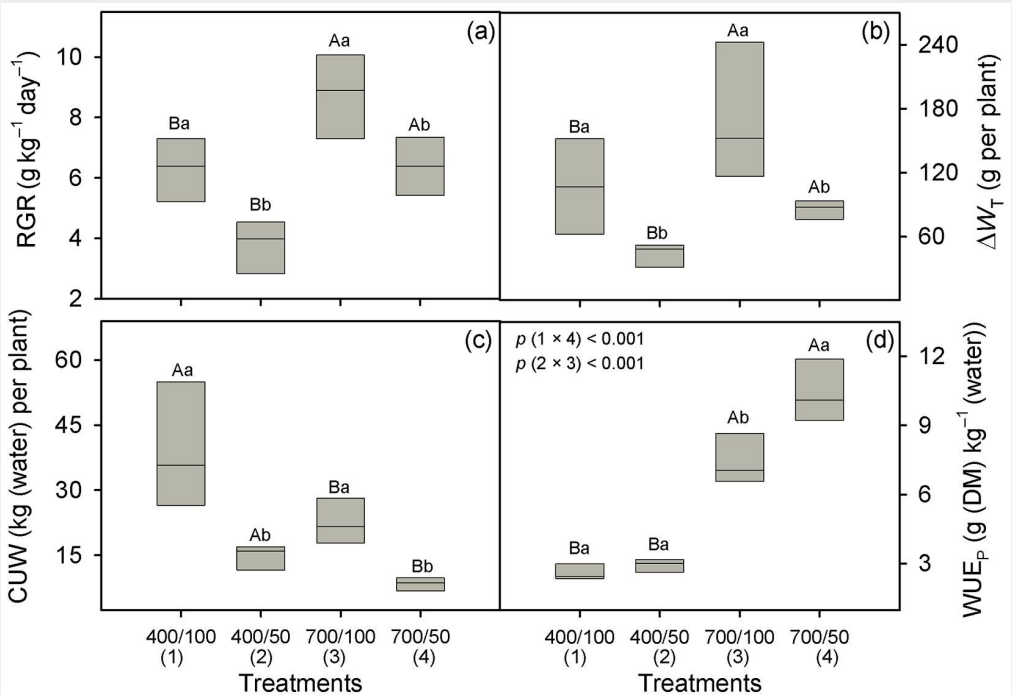 (a)
RGR (g kg⁻¹ day⁻¹)
10
8
6
4
2
Ba
Bb
Aa
Ab
(b)
ΔW_T (g per plant)
240
180
120
60
Ba
Bb
Aa
Ab
(c)
CUW (kg (water) per plant)
60
45
30
15
Aa
Ab
Ba
Bb
400/100 400/50 700/100 700/50
(1) (2) (3) (4)
Treatments
p (1 × 4) < 0.001
p (2 × 3) < 0.001
(d)
WUE_P (g (DM) kg⁻¹ (water))
12
9
6
3
Ba
Ba
Ab
Aa
400/100 400/50 700/100 700/50
(1) (2) (3) (4)
Treatments